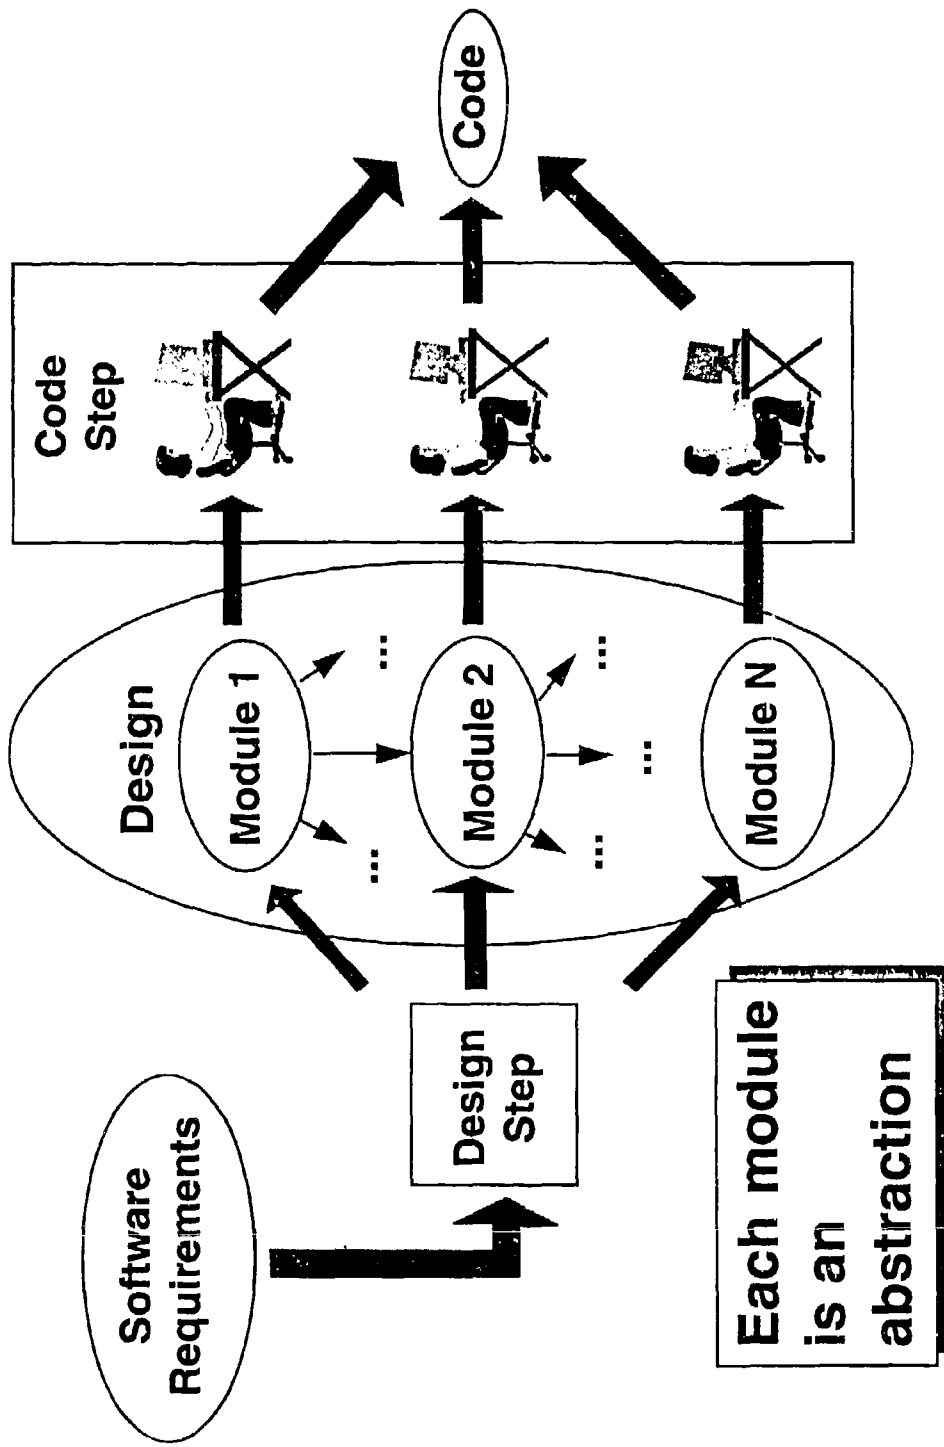 Software
Requirements
Design
Step
Design
Module 1
...
...
Module 2
...
...
...
Module N
Code
Step
Code
Each module
is an
abstraction